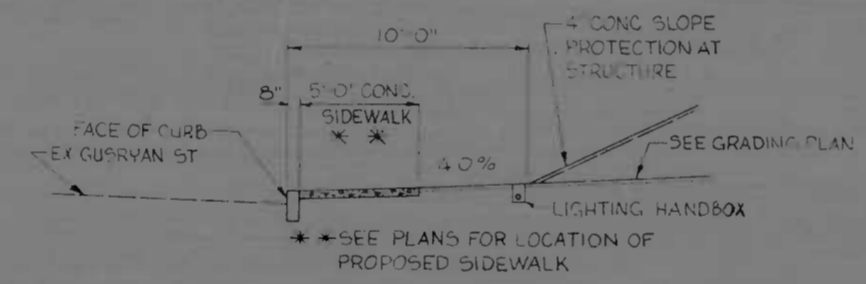 4" CONC SLOPE
PROTECTION AT
STRUCTURE
10'-0"
8"
5'-0" CONC.
SIDEWALK
* *
FACE OF CURB
EX GUSRYAN ST
4.0%
SEE GRADING PLAN
LIGHTING HANDBOX
* * SEE PLANS FOR LOCATION OF
PROPOSED SIDEWALK